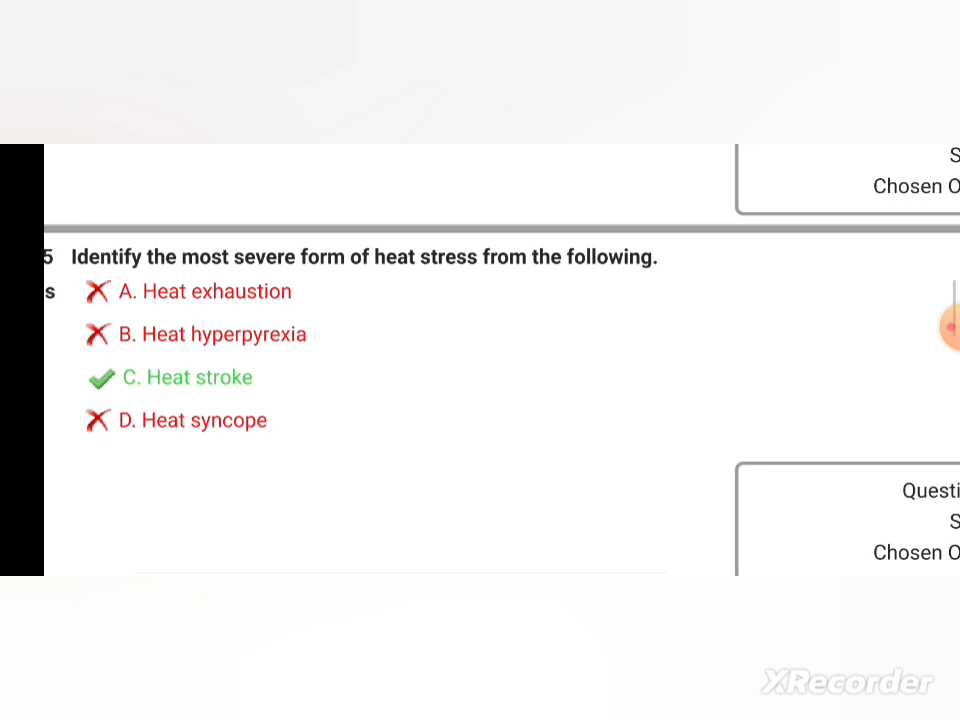 S
Chosen O
5 Identify the most severe form of heat stress from the following.
s A. Heat exhaustion
B. Heat hyperpyrexia
C. Heat stroke
D. Heat syncope
Questi
S
Chosen O
XRecorder